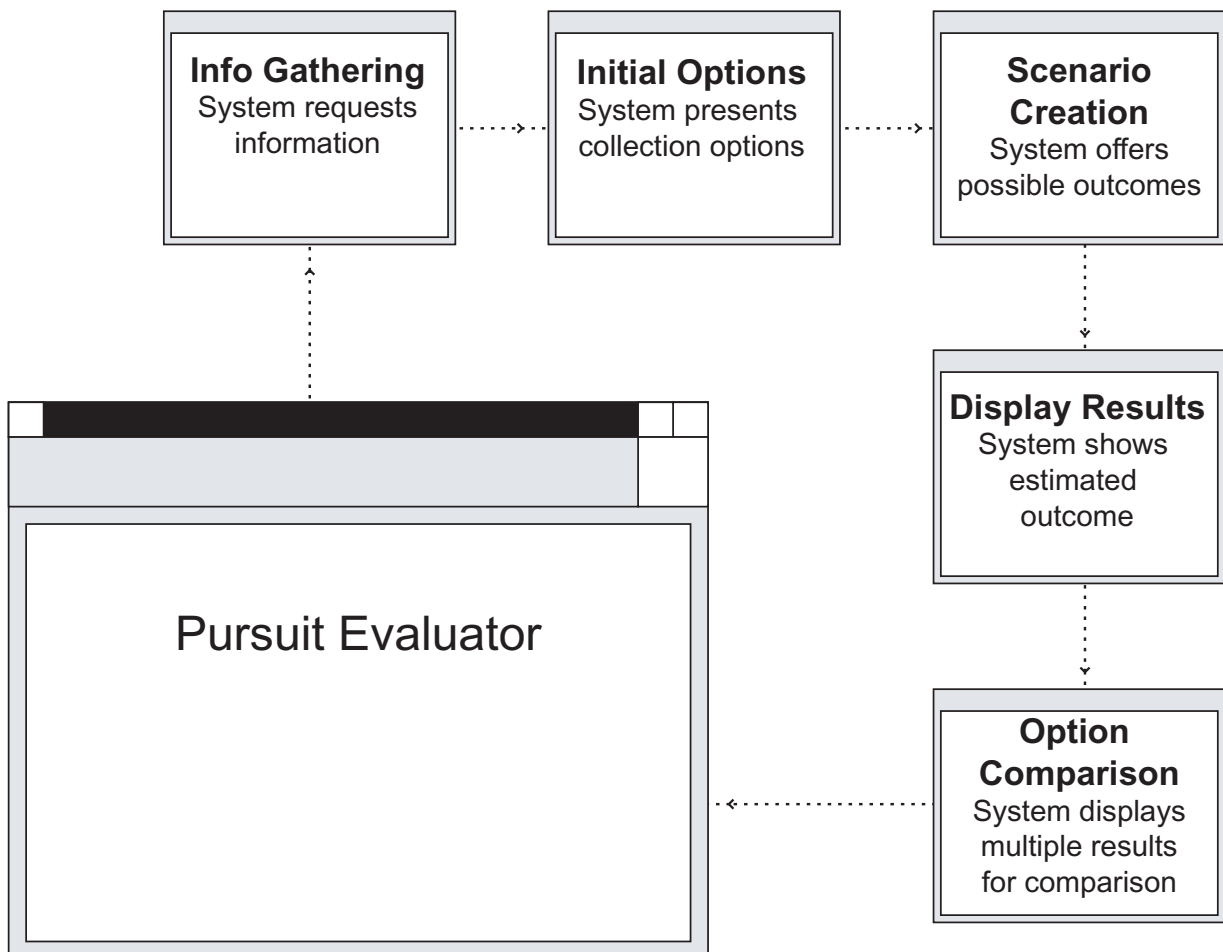 Info Gathering
System requests
information
Initial Options
System presents
collection options
Scenario
Creation
System offers
possible outcomes
Display Results
System shows
estimated
outcome
Pursuit Evaluator
Option
Comparison
System displays
multiple results
for comparison